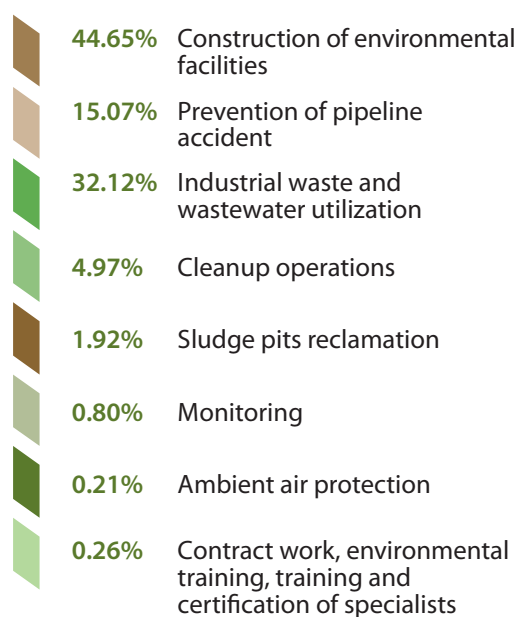 44.65% Construction of environmental
facilities
15.07% Prevention of pipeline
accident
32.12% Industrial waste and
wastewater utilization
4.97% Cleanup operations
1.92% Sludge pits reclamation
0.80% Monitoring
0.21% Ambient air protection
0.26% Contract work, environmental
training, training and
certification of specialists